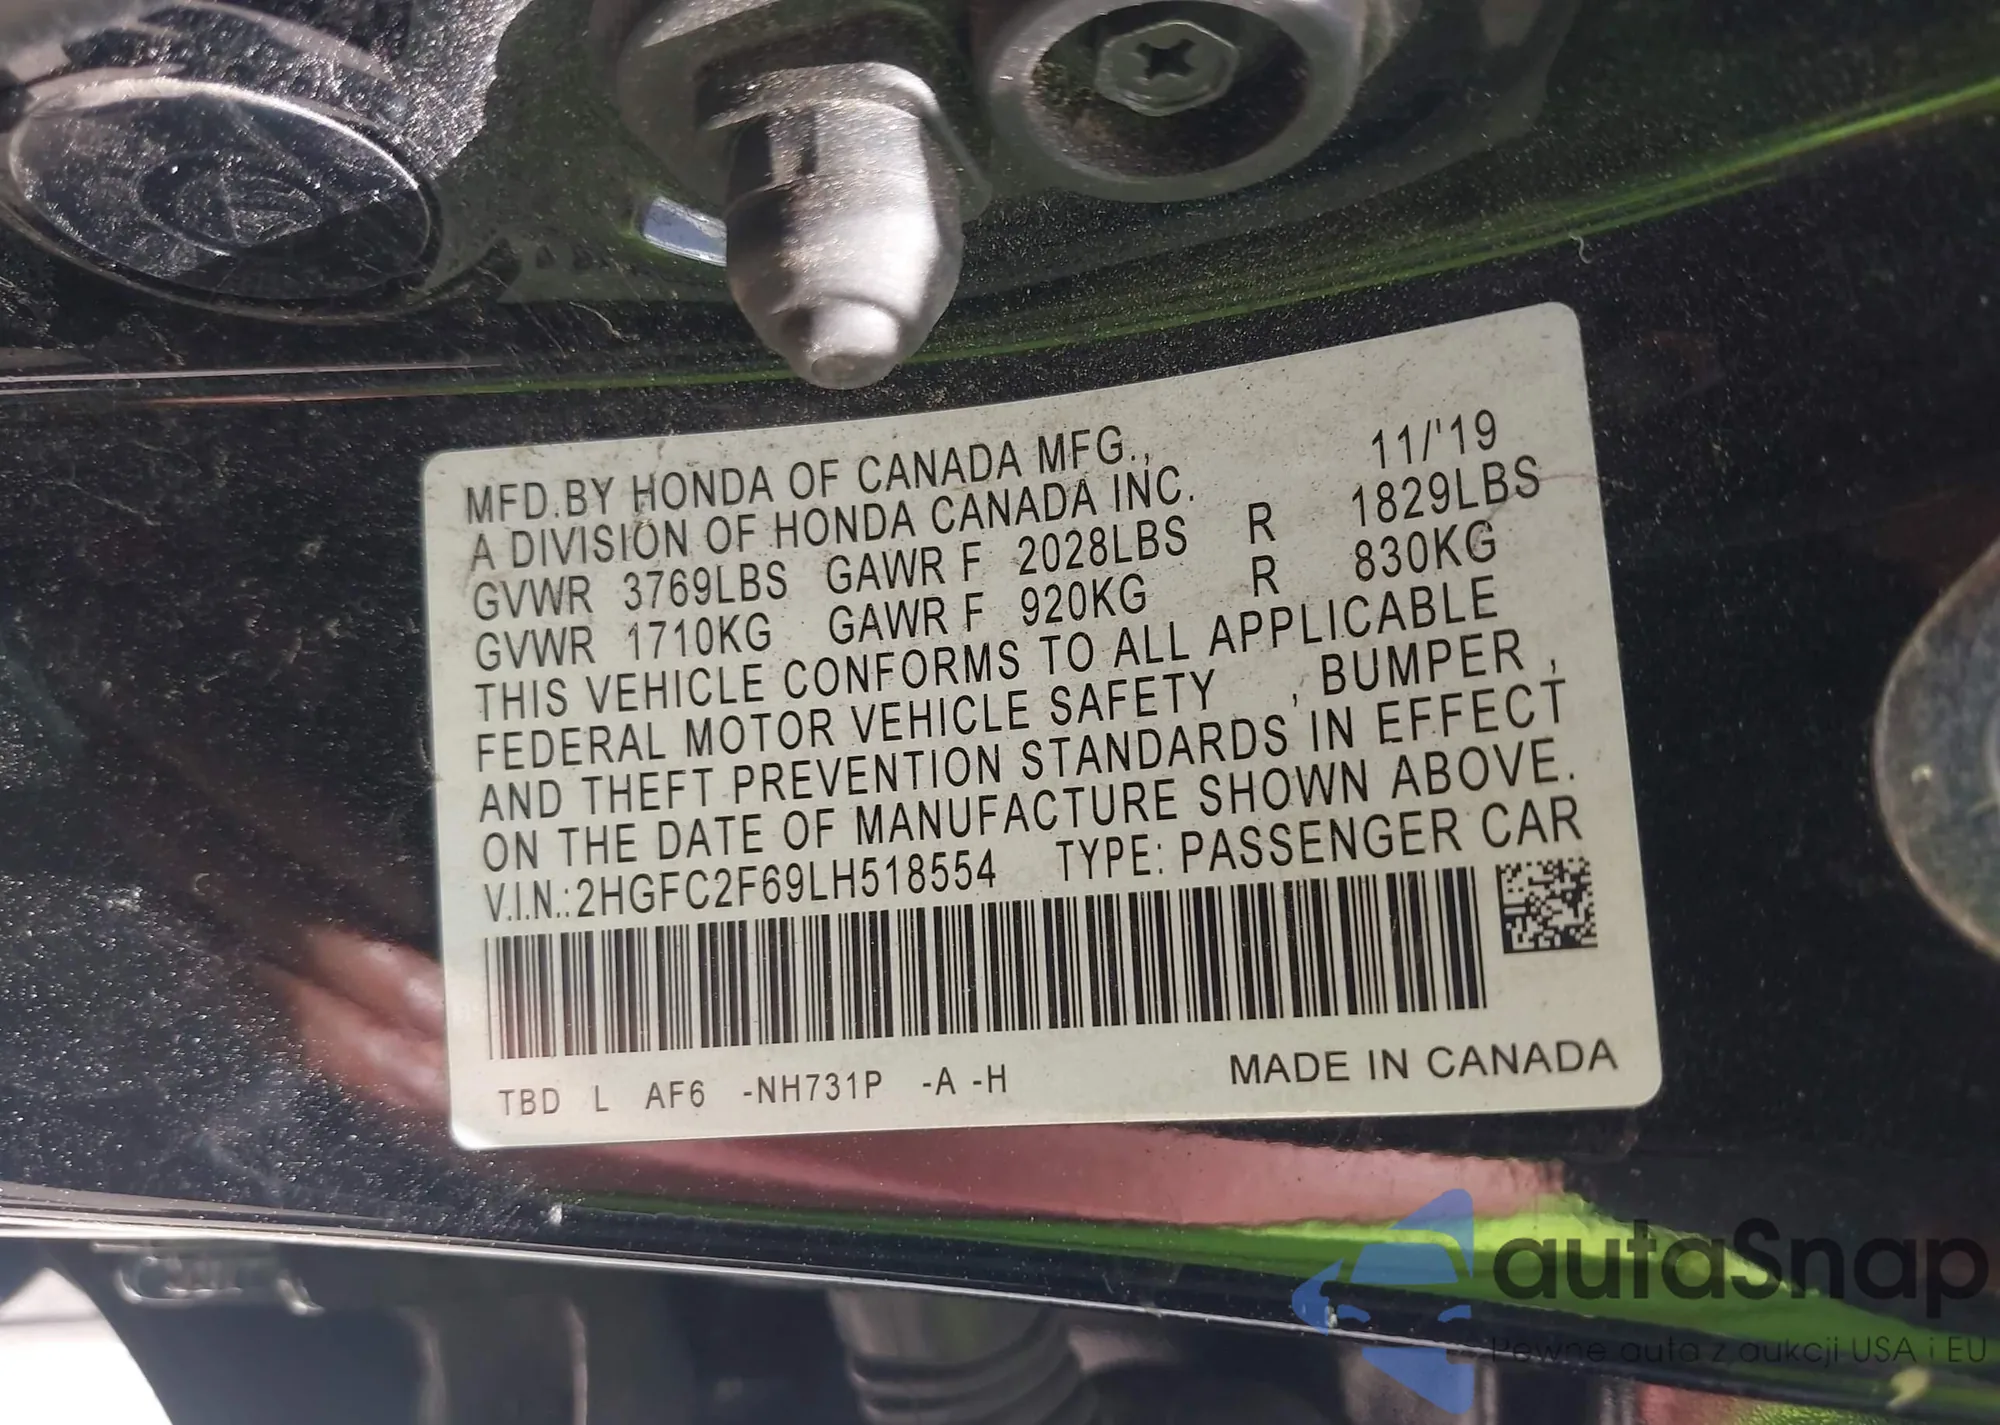 MFD.BY HONDA OF CANADA MFG., 11/'19
A DIVISION OF HONDA CANADA INC.
GVWR 3769LBS GAWR F 2028LBS R 1829LBS
GVWR 1710KG GAWR F 920KG R 830KG
THIS VEHICLE CONFORMS TO ALL APPLICABLE
FEDERAL MOTOR VEHICLE SAFETY , BUMPER ,
AND THEFT PREVENTION STANDARDS IN EFFECT
ON THE DATE OF MANUFACTURE SHOWN ABOVE.
V.I.N.:2HGFC2F69LH518554 TYPE: PASSENGER CAR
TBD L AF6 -NH731P -A -H MADE IN CANADA
autaSnap
Pewne auta z aukcji USA i EU